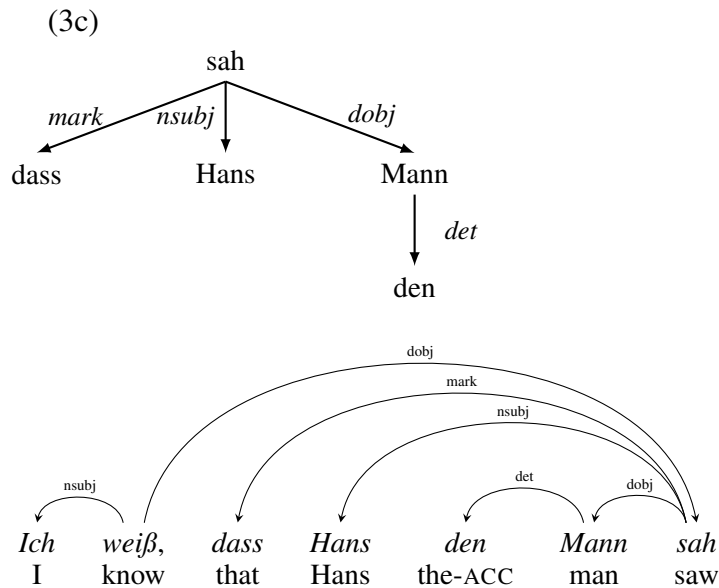 (3c)
sah
mark nsubj dobj
dass Hans Mann
det
den
dobj
mark
nsubj
nsubj det dobj
Ich weiß, dass Hans den Mann sah
I know that Hans the-ACC man saw